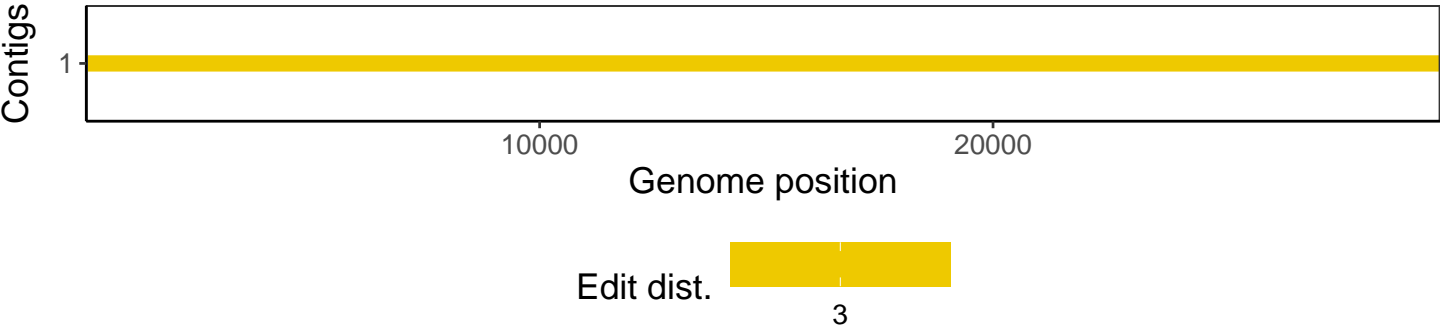 Contigs
1
10000 20000
Genome position
Edit dist.
3